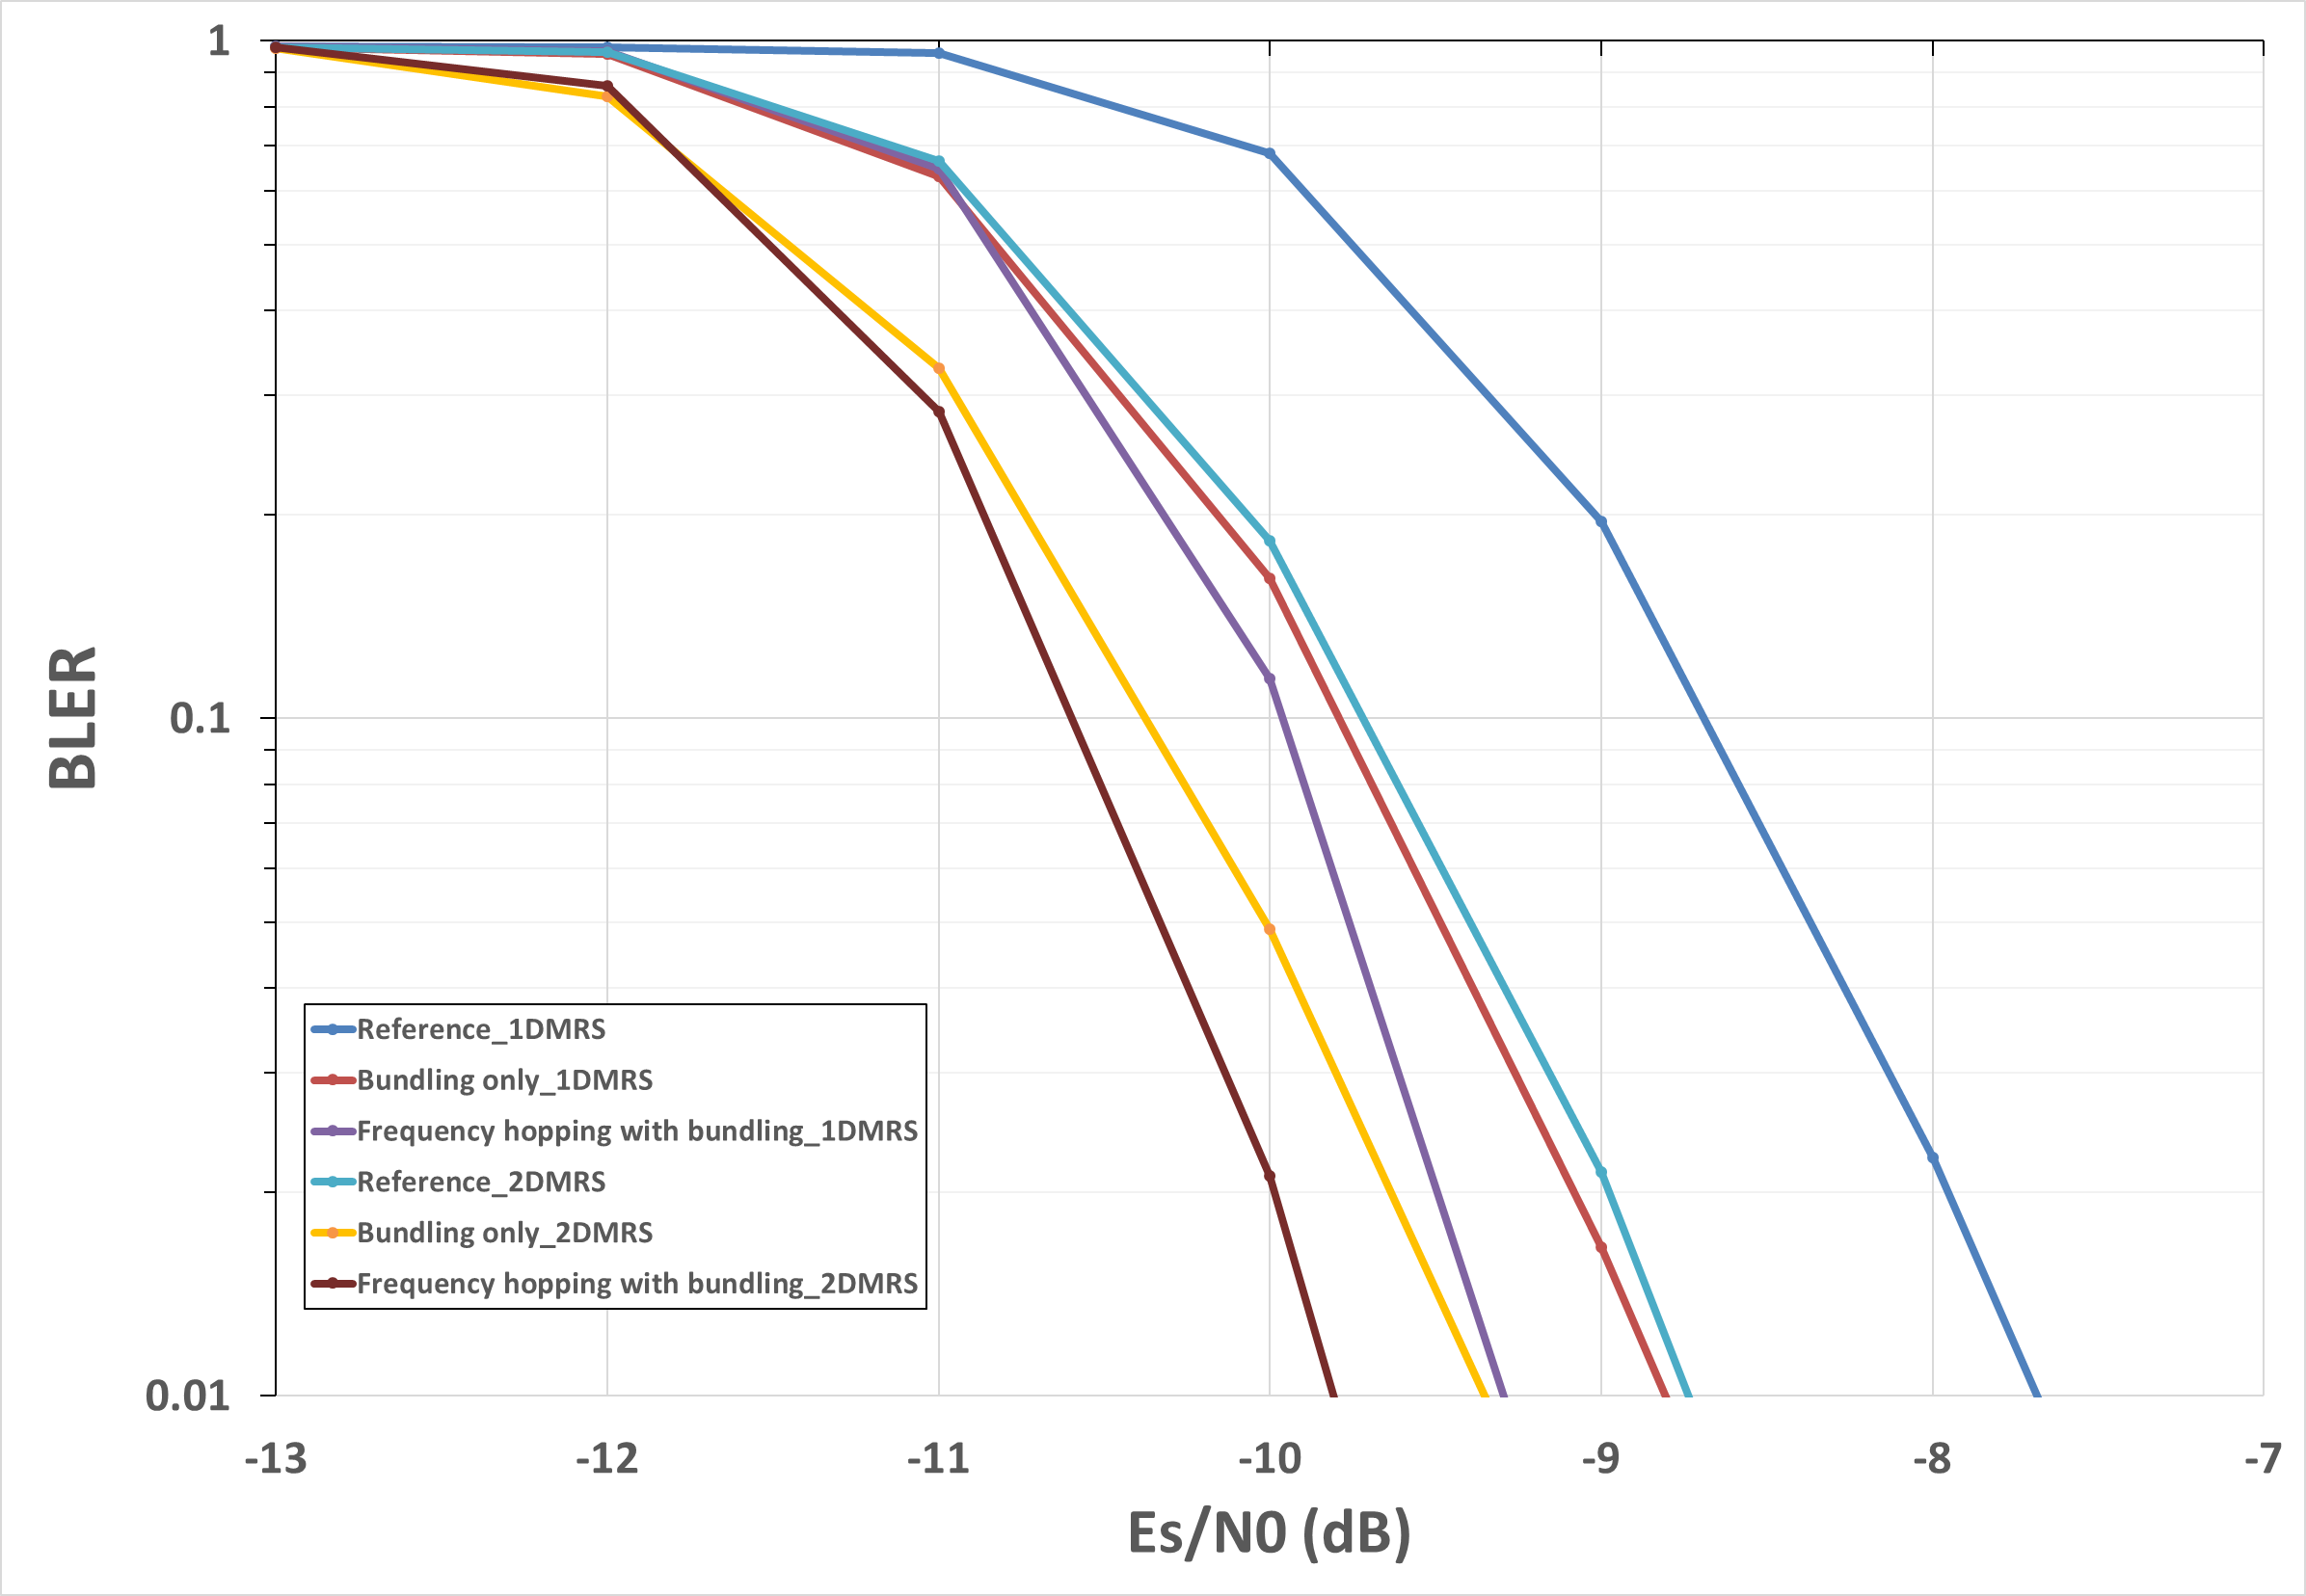 1
0.1
0.01
BLER
Reference_1DMRS
Bundling only_1DMRS
Frequency hopping with bundling_1DMRS
Reference_2DMRS
Bundling only_2DMRS
Frequency hopping with bundling_2DMRS
-13 -12 -11 -10 -9 -8 -7
Es/N0 (dB)